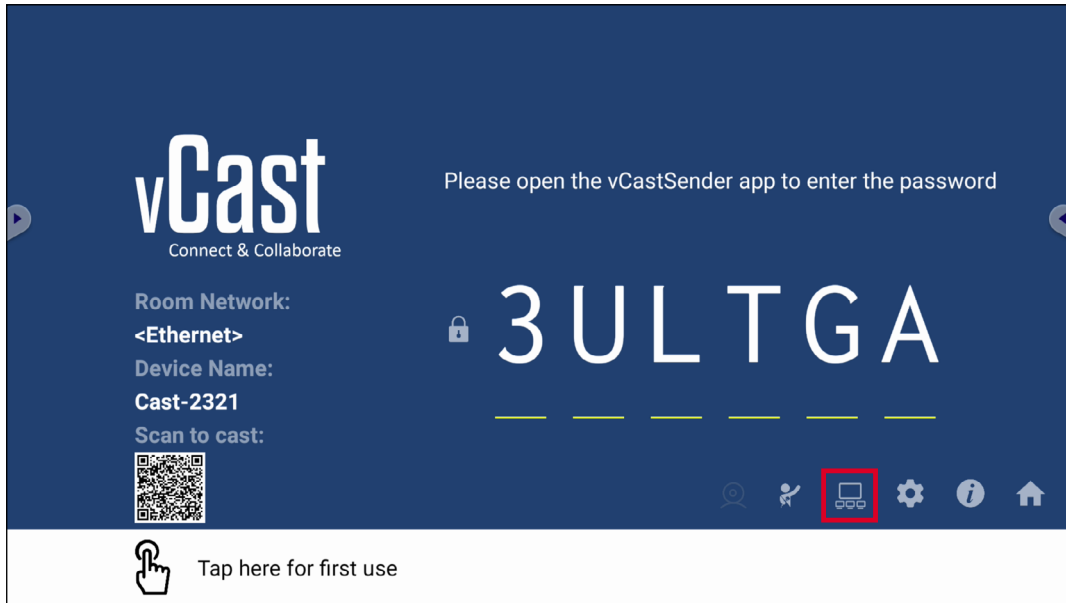 vCast
Connect & Collaborate
Please open the vCastSender app to enter the password
Room Network:
<Ethernet>
Device Name:
Cast-2321
Scan to cast:
3ULTGA
Tap here for first use